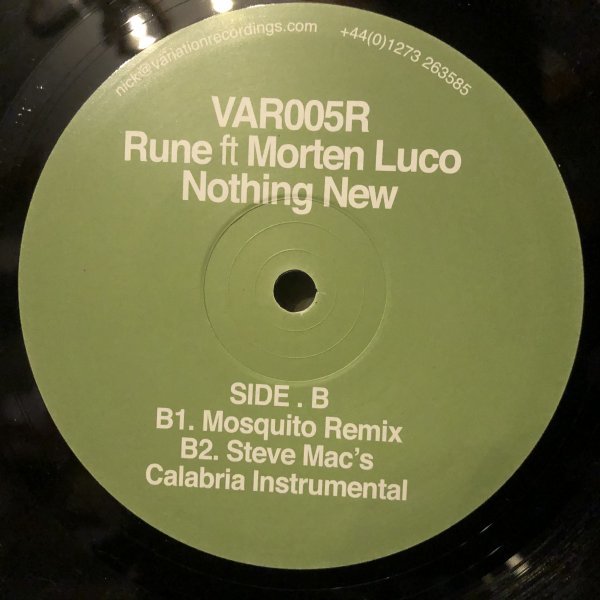 nick@variationrecordings.com +44(0)1273 263585
VAR005R
Rune ft Morten Luco
Nothing New
SIDE . B
B1. Mosquito Remix
B2. Steve Mac's
Calabria Instrumental